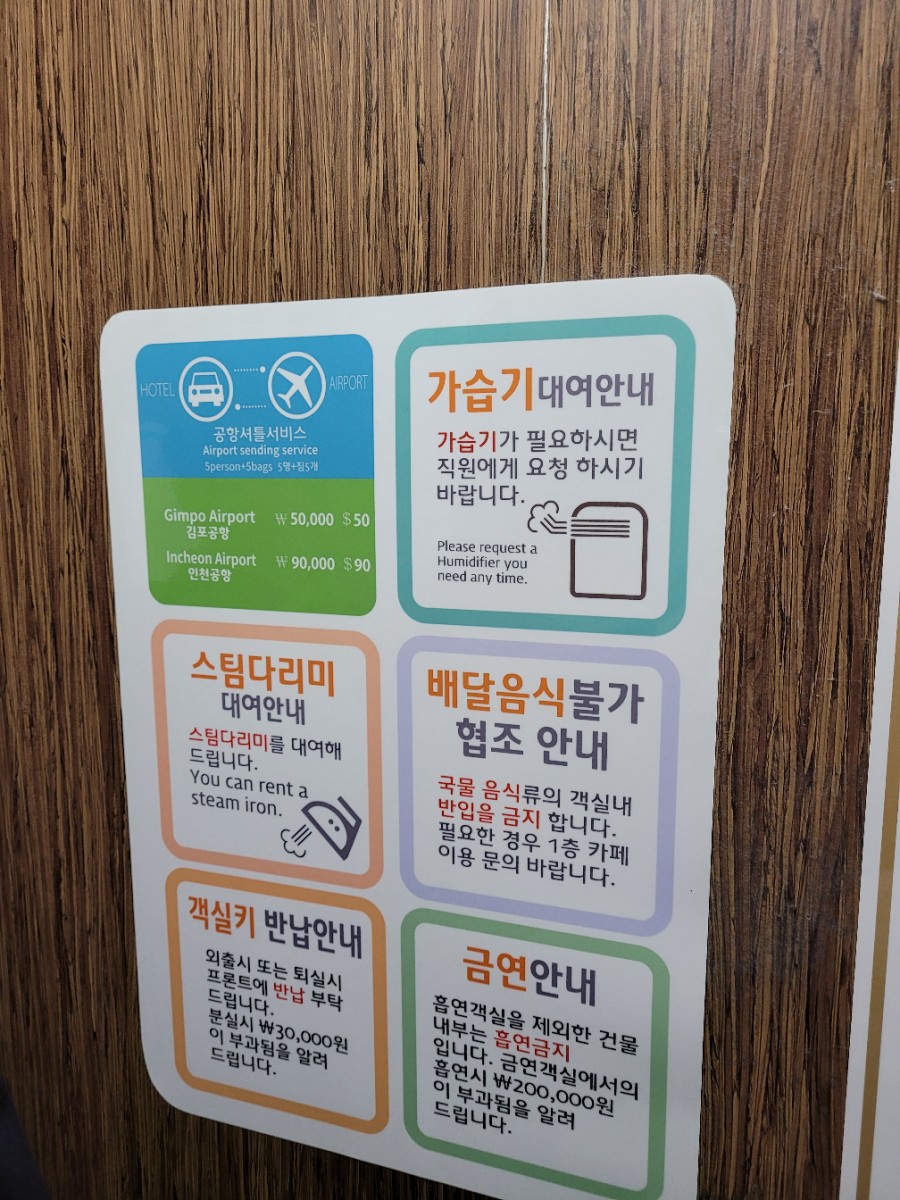 HOTEL
AIRPORT
공항셔틀서비스
Airport sending service
5person+5bags 5명+짐5개
Gimpo Airport ₩ 50,000 $ 50
김포공항
Incheon Airport ₩ 90,000 $ 90
인천공항
가습기대여안내
가습기가 필요하시면
직원에게 요청 하시기
바랍니다.
Please request a
Humidifier you
need any time.
스팀다리미
대여안내
스팀다리미를 대여해
드립니다.
You can rent a
steam iron.
배달음식불가
협조 안내
국물 음식류의 객실내
반입을 금지 합니다.
필요한 경우 1층 카페
이용 문의 바랍니다.
객실키 반납안내
외출시 또는 퇴실시
프론트에 반납 부탁
드립니다.
분실시 ₩30,000원
이 부과됨을 알려
드립니다.
금연안내
흡연객실을 제외한 건물
내부는 흡연금지
입니다. 금연객실에서의
흡연시 ₩200,000원
이 부과됨을 알려
드립니다.